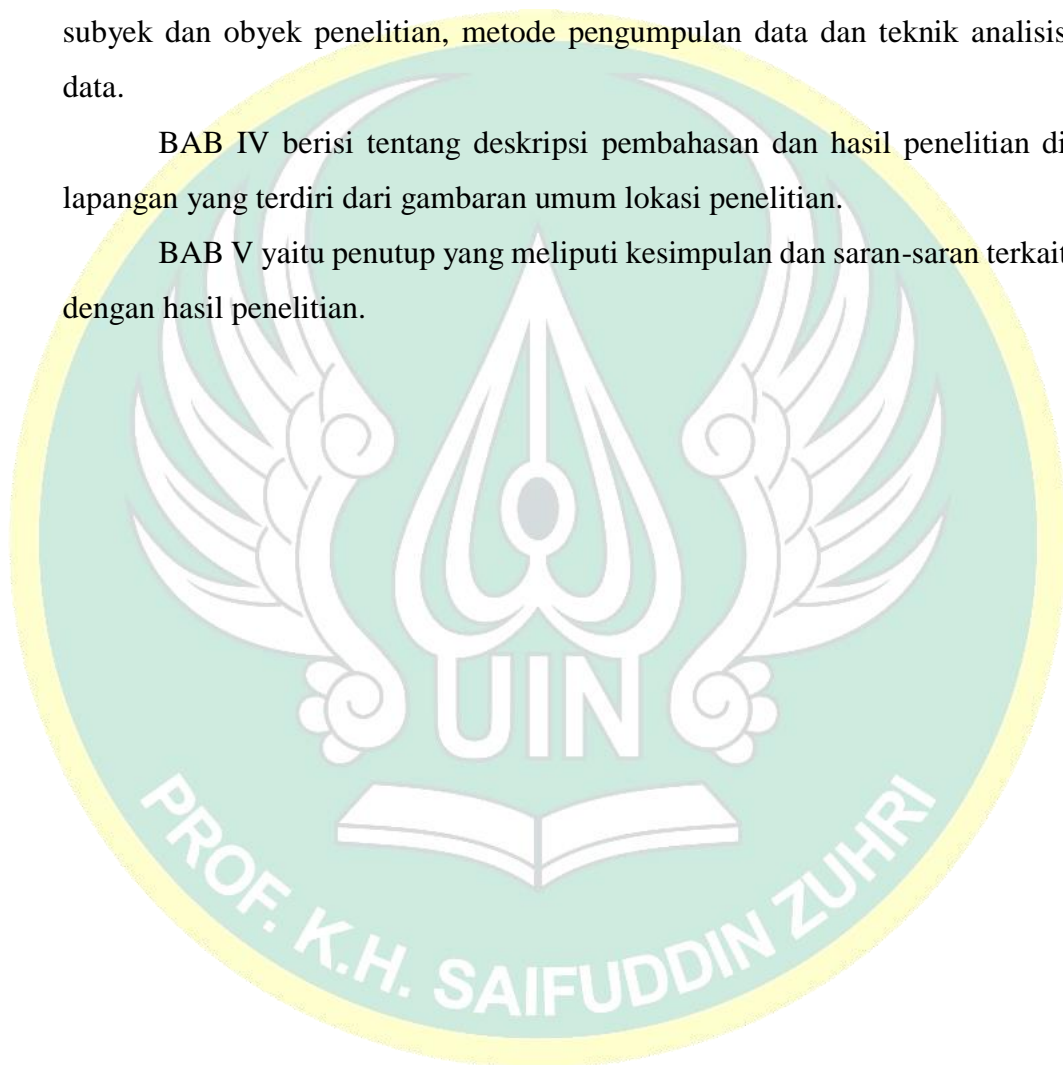 subyek dan obyek penelitian, metode pengumpulan data dan teknik analisis
data.
BAB IV berisi tentang deskripsi pembahasan dan hasil penelitian di
lapangan yang terdiri dari gambaran umum lokasi penelitian.
BAB V yaitu penutup yang meliputi kesimpulan dan saran-saran terkait
dengan hasil penelitian.
UIN
PROF. K.H. SAIFUDDIN ZUHRI